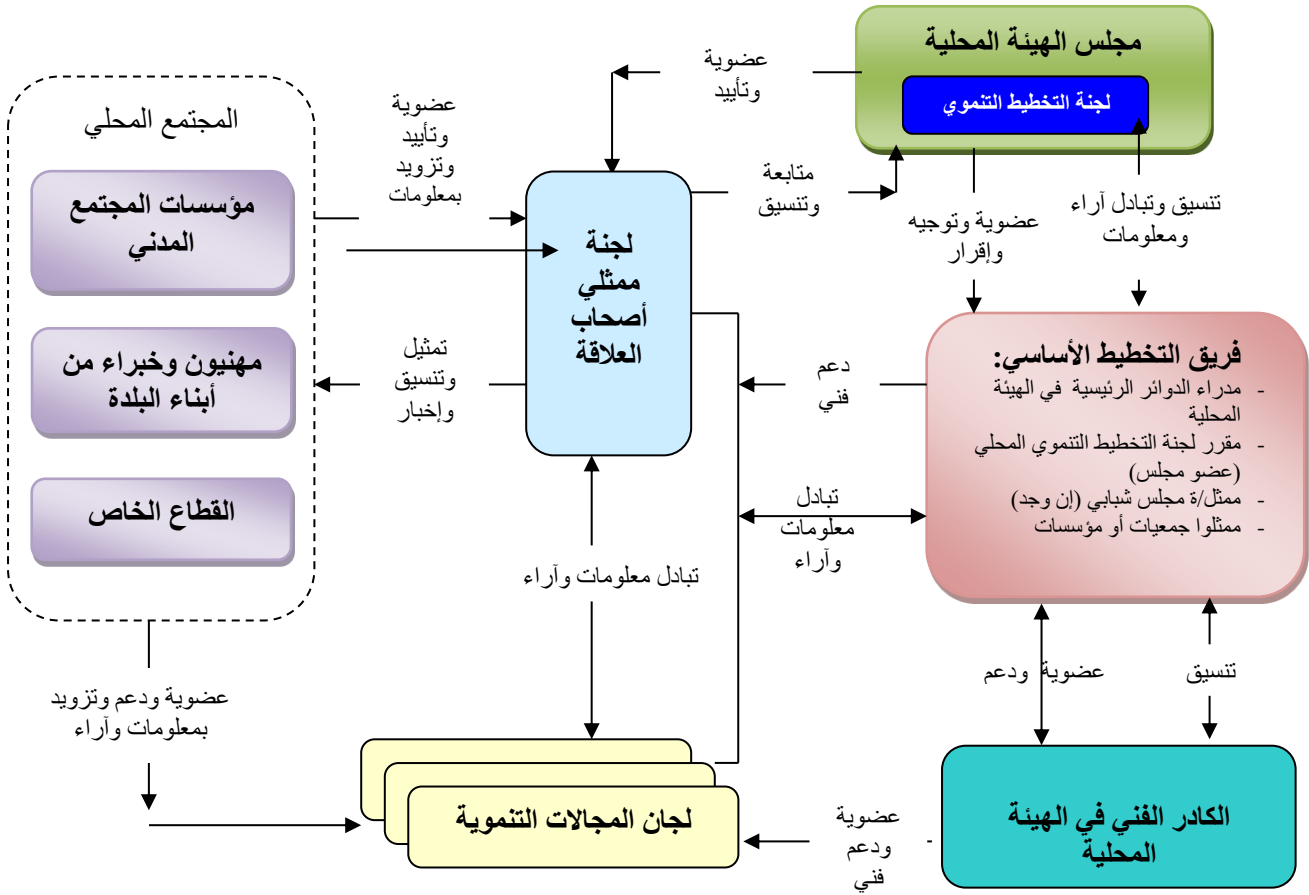 مجلس الهيئة المحلية
لجنة التخطيط التنموي
عضوية
وتأييد
المجتمع المحلي
عضوية
وتأييد
وتزويد
بمعلومات
مؤسسات المجتمع
المدني
متابعة
وتنسيق
عضوية وتوجيه
وإقرار
تنسيق وتبادل آراء
ومعلومات
لجنة
ممثلي
أصحاب
العلاقة
مهنيون وخبراء من
أبناء البلدة
تمثيل
وتنسيق
وإخبار
دعم
فني
فريق التخطيط الأساسي:
- مدراء الدوائر الرئيسية في الهيئة
المحلية
- مقرر لجنة التخطيط التنموي المحلي
(عضو مجلس)
- ممثل/ة مجلس شبابي (إن وجد)
- ممثلوا جمعيات أو مؤسسات
القطاع الخاص
تبادل
معلومات
وآراء
تبادل معلومات وآراء
عضوية ودعم
تنسيق
عضوية ودعم وتزويد
بمعلومات وآراء
لجان المجالات التنموية
عضوية
ودعم
فني
الكادر الفني في الهيئة
المحلية